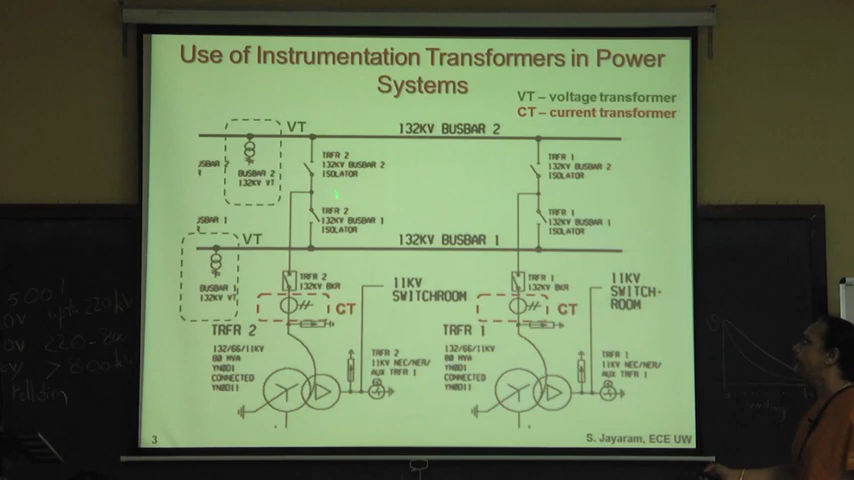 Use of Instrumentation Transformers in Power
Systems
VT – voltage transformer
CT – current transformer
VT
132KV BUSBAR 2
BUSBAR 2
132KV VT
TRFR 2
132KV BUSBAR 2
ISOLATOR
TRFR 1
132KV BUSBAR 2
ISOLATOR
TRFR 2
132KV BUSBAR 1
ISOLATOR
TRFR 1
132KV BUSBAR 1
ISOLATOR
VT
132KV BUSBAR 1
BUSBAR 1
132KV VT
TRFR 2
132KV BKR
11KV
SWITCHROOM
TRFR 1
132KV BKR
11KV
SWITCH-
ROOM
CT
CT
TRFR 2
132/66/11KV
80 MVA
YN0D1
CONNECTED
YN0D11
TRFR 2
11KV NEC/NER/
AUX TRFR 1
TRFR 1
132/66/11KV
80 MVA
YN0D1
CONNECTED
YN0D11
TRFR 1
11KV NEC/NER/
AUX TRFR 1
3
S. Jayaram, ECE UW